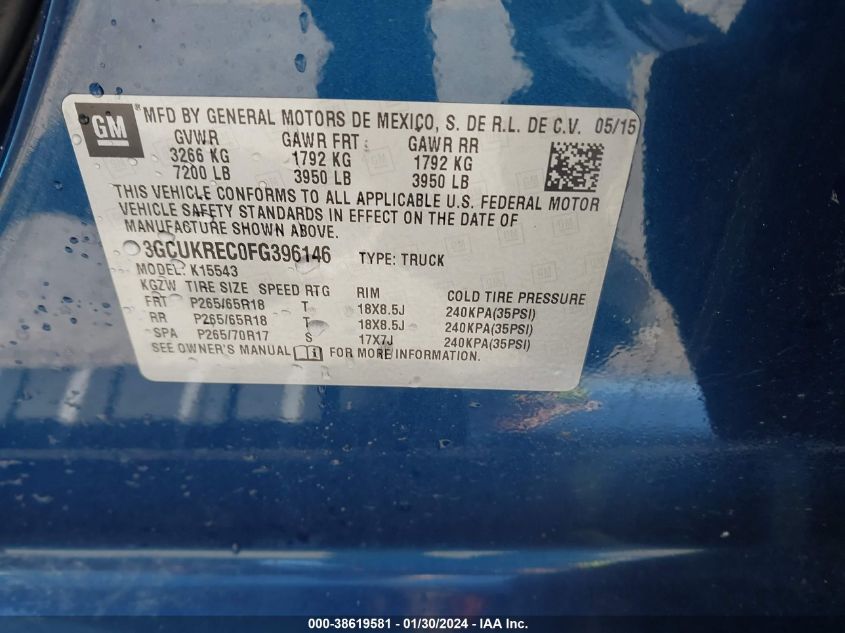 GM ® MFD BY GENERAL MOTORS DE MEXICO, S. DE R.L. DE C.V. 05/15
GVWR GAWR FRT GAWR RR
3266 KG 1792 KG 1792 KG
7200 LB 3950 LB 3950 LB
THIS VEHICLE CONFORMS TO ALL APPLICABLE U.S. FEDERAL MOTOR
VEHICLE SAFETY STANDARDS IN EFFECT ON THE DATE OF
MANUFACTURE SHOWN ABOVE.
3GCUKREC0FG396146 TYPE: TRUCK
MODEL: K15543
KGZW TIRE SIZE SPEED RTG RIM COLD TIRE PRESSURE
FRT P265/65R18 T 18X8.5J 240KPA(35PSI)
RR P265/65R18 T 18X8.5J 240KPA(35PSI)
SPA P265/70R17 S 17X7J 240KPA(35PSI)
SEE OWNER'S MANUAL FOR MORE INFORMATION.
000-38619581 - 01/30/2024 - IAA Inc.